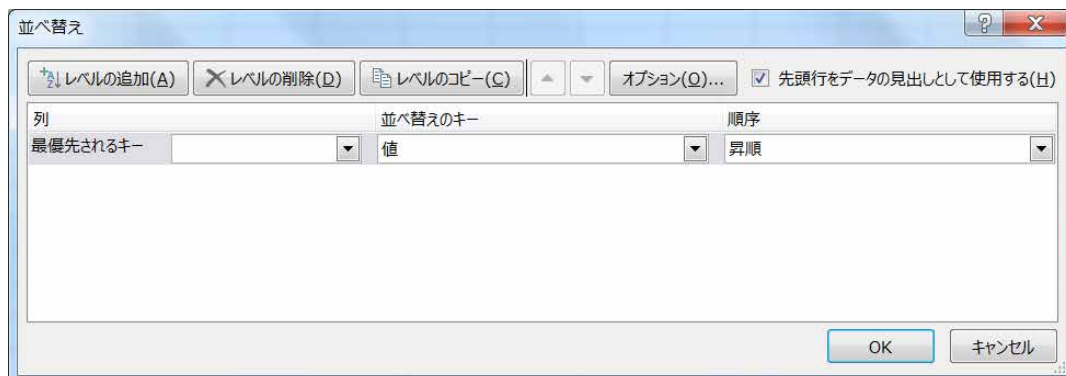 並べ替え
レベルの追加(A) レベルの削除(D) レベルのコピー(C) オプション(O)... 先頭行をデータの見出しとして使用する(H)
列 並べ替えのキー 順序
最優先されるキー 値 昇順
OK キャンセル